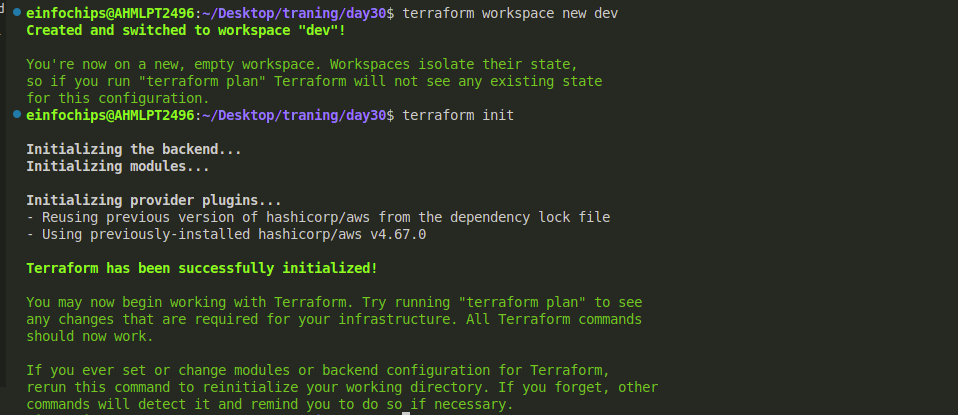 einfochips@AHMLPT2496:~/Desktop/traning/day30$ terraform workspace new dev
Created and switched to workspace "dev"!
You're now on a new, empty workspace. Workspaces isolate their state,
so if you run "terraform plan" Terraform will not see any existing state
for this configuration.
einfochips@AHMLPT2496:~/Desktop/traning/day30$ terraform init
Initializing the backend...
Initializing modules...
Initializing provider plugins...
- Reusing previous version of hashicorp/aws from the dependency lock file
- Using previously-installed hashicorp/aws v4.67.0
Terraform has been successfully initialized!
You may now begin working with Terraform. Try running "terraform plan" to see
any changes that are required for your infrastructure. All Terraform commands
should now work.
If you ever set or change modules or backend configuration for Terraform,
rerun this command to reinitialize your working directory. If you forget, other
commands will detect it and remind you to do so if necessary.